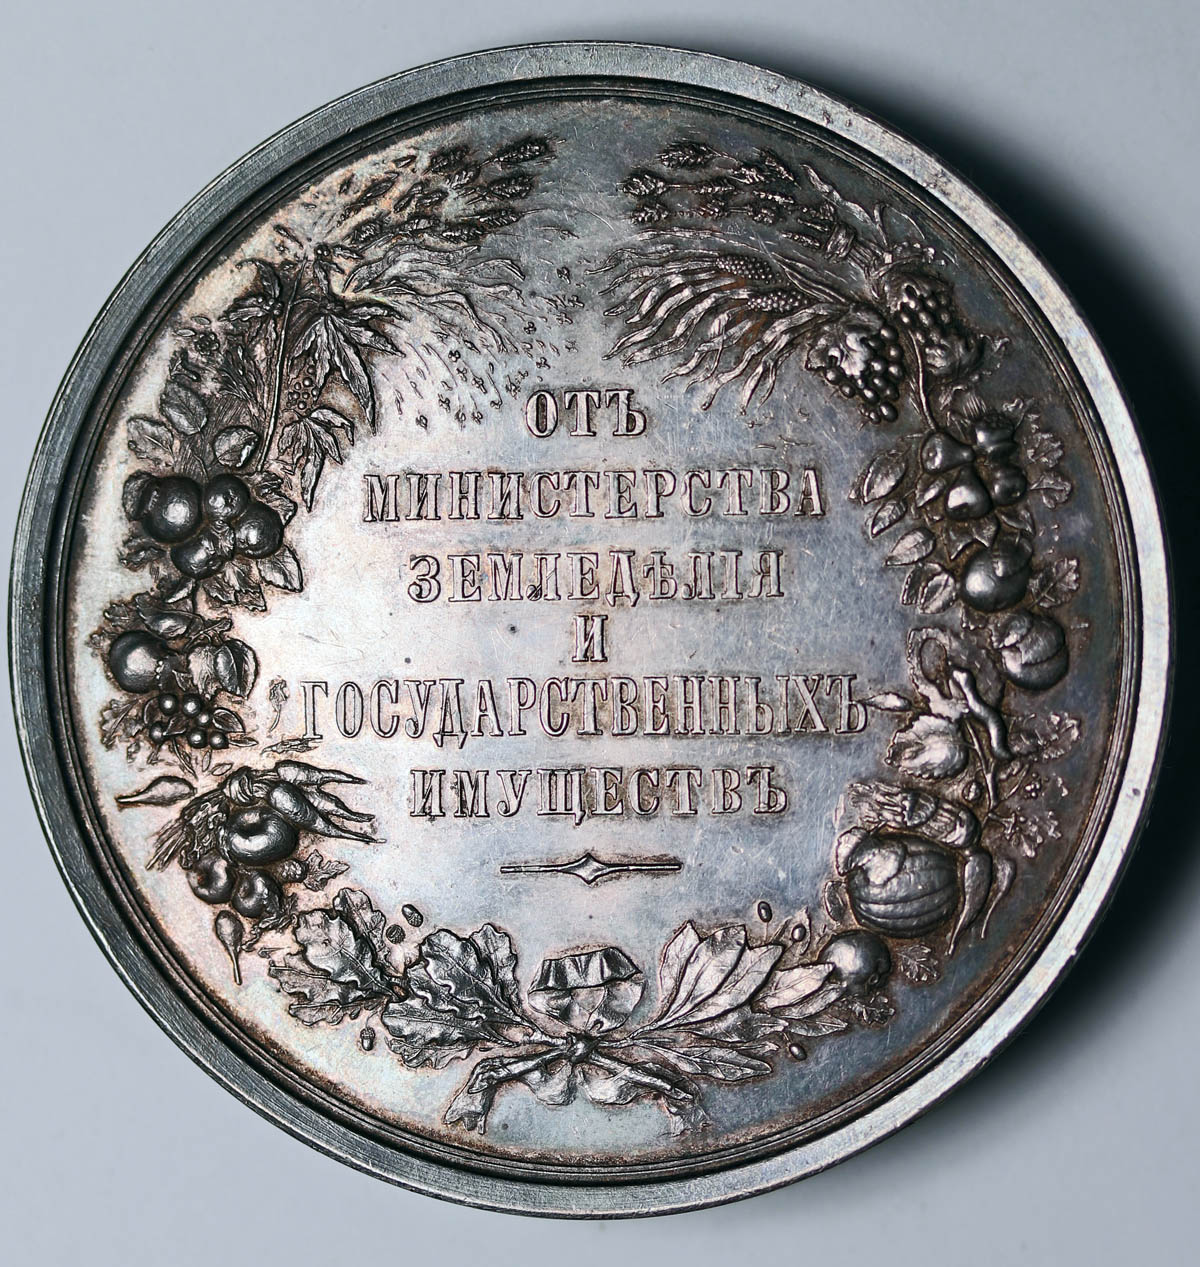 ОТЪ
МИНИСТЕРСТВА
ЗЕМЛЕДѢЛІЯ
И
ГОСУДАРСТВЕННЫХЪ
ИМУЩЕСТВЪ